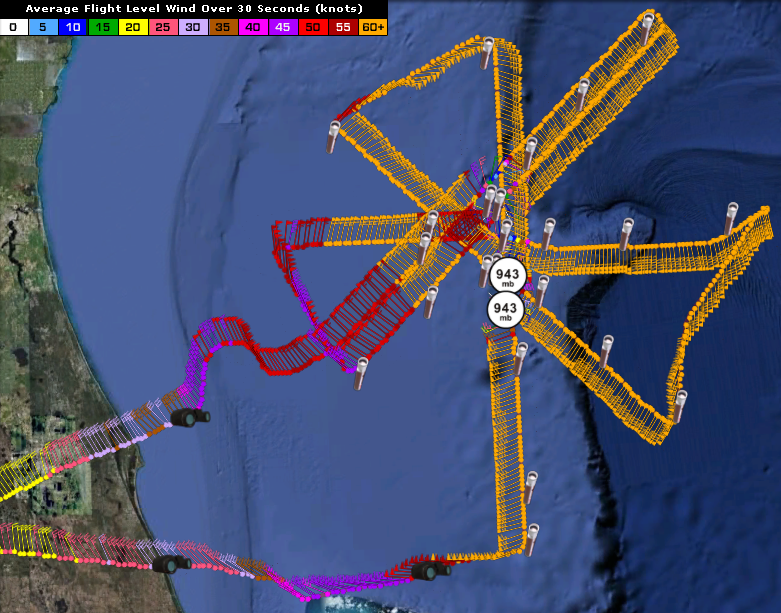 Average Flight Level Wind Over 30 Seconds (knots)
0 5 10 15 20 25 30 35 40 45 50 55 60+
943
mb
943
mb